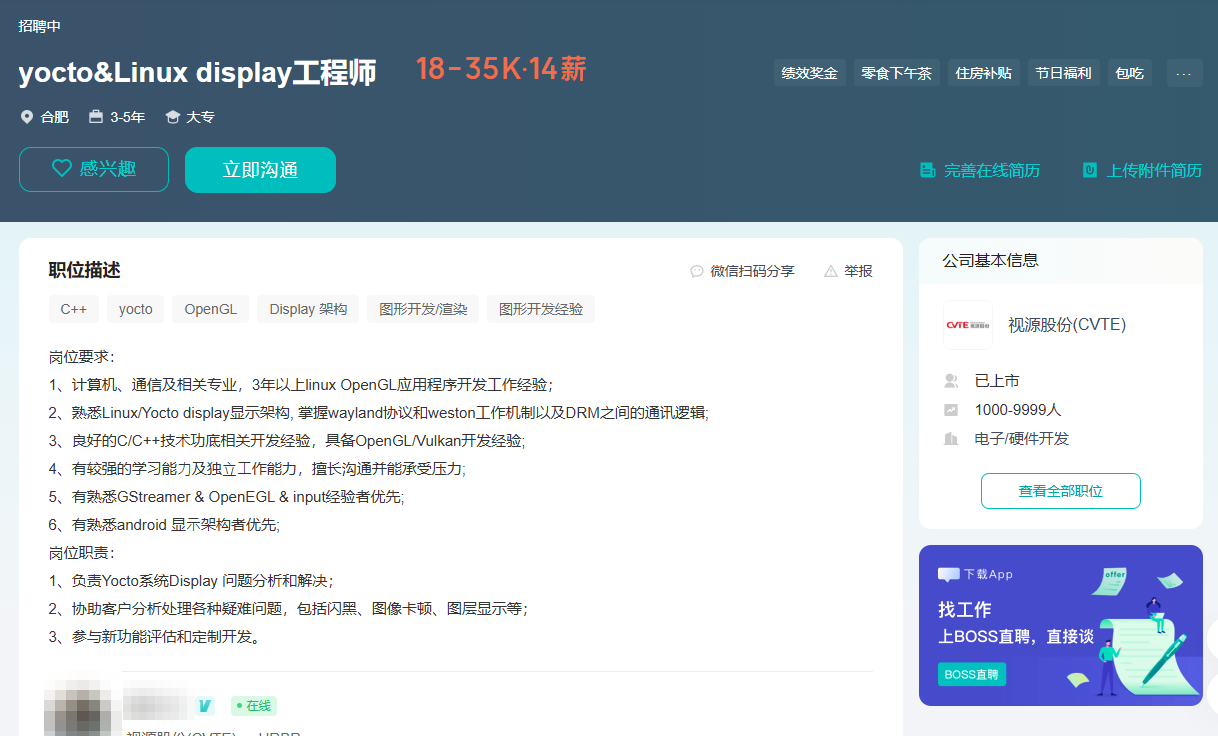 招聘中
yocto&Linux display工程师 18-35K·14薪
绩效奖金 零食下午茶 住房补贴 节日福利 包吃 ...
合肥 3-5年 大专
感兴趣 立即沟通
完善在线简历 上传附件简历
职位描述
微信扫码分享 举报
C++ yocto OpenGL Display 架构 图形开发/渲染 图形开发经验
岗位要求：
1、计算机、通信及相关专业，3年以上linux OpenGL应用程序开发工作经验；
2、熟悉Linux/Yocto display显示架构, 掌握wayland协议和weston工作机制以及DRM之间的通讯逻辑;
3、良好的C/C++技术功底相关开发经验，具备OpenGL/Vulkan开发经验;
4、有较强的学习能力及独立工作能力，擅长沟通并能承受压力;
5、有熟悉GStreamer & OpenEGL & input经验者优先;
6、有熟悉android 显示架构者优先;
岗位职责：
1、负责Yocto系统Display 问题分析和解决；
2、协助客户分析处理各种疑难问题，包括闪黑、图像卡顿、图层显示等；
3、参与新功能评估和定制开发。
在线
视源股份(CVTE) HRBP
公司基本信息
CVTE 视源股份
视源股份(CVTE)
已上市
1000-9999人
电子/硬件开发
查看全部职位
下载App
offer
找工作
上BOSS直聘，直接谈
BOSS直聘